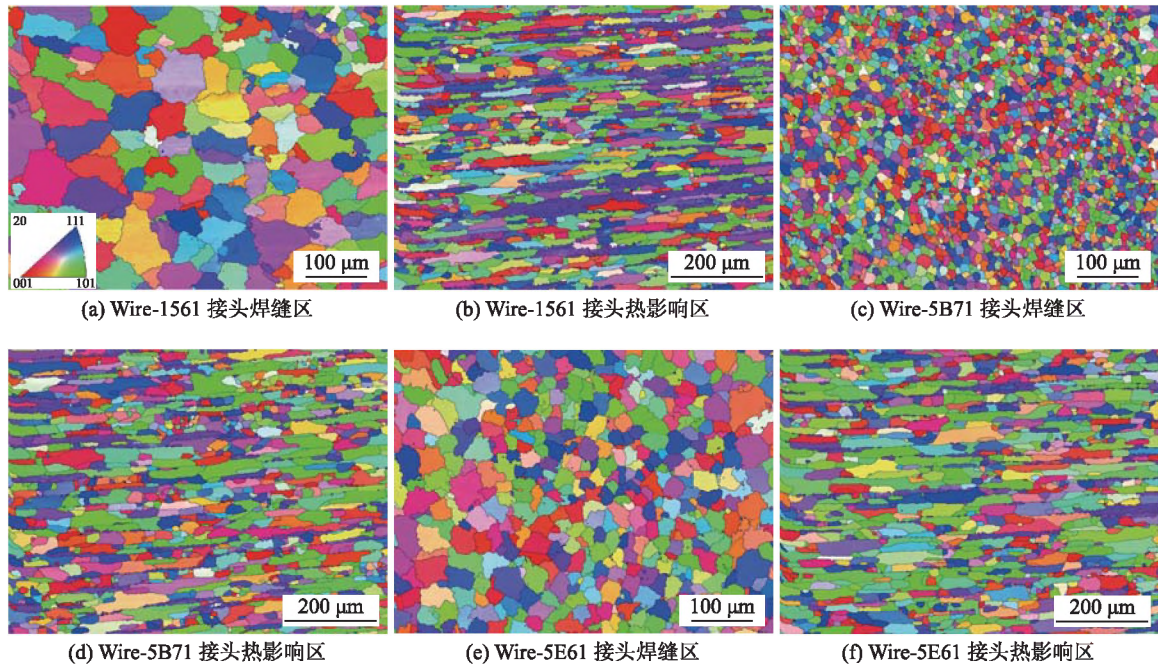 20 111
001 101
100 μm
200 μm
100 μm
(a) Wire-1561 接头焊缝区
(b) Wire-1561 接头热影响区
(c) Wire-5B71 接头焊缝区
200 μm
100 μm
200 μm
(d) Wire-5B71 接头热影响区
(e) Wire-5E61 接头焊缝区
(f) Wire-5E61 接头热影响区